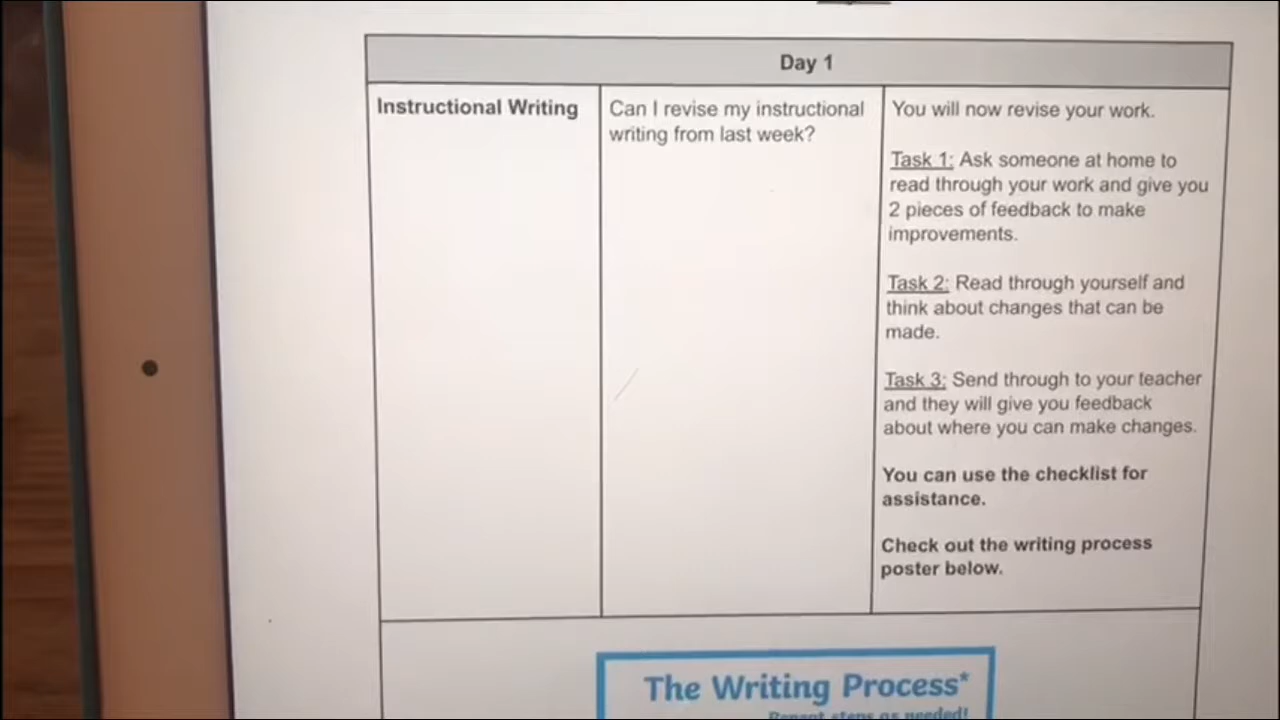 Day 1
Instructional Writing
Can I revise my instructional
writing from last week?
You will now revise your work.
Task 1: Ask someone at home to
read through your work and give you
2 pieces of feedback to make
improvements.
Task 2: Read through yourself and
think about changes that can be
made.
Task 3: Send through to your teacher
and they will give you feedback
about where you can make changes.
You can use the checklist for
assistance.
Check out the writing process
poster below.
The Writing Process*
Repeat steps as needed!